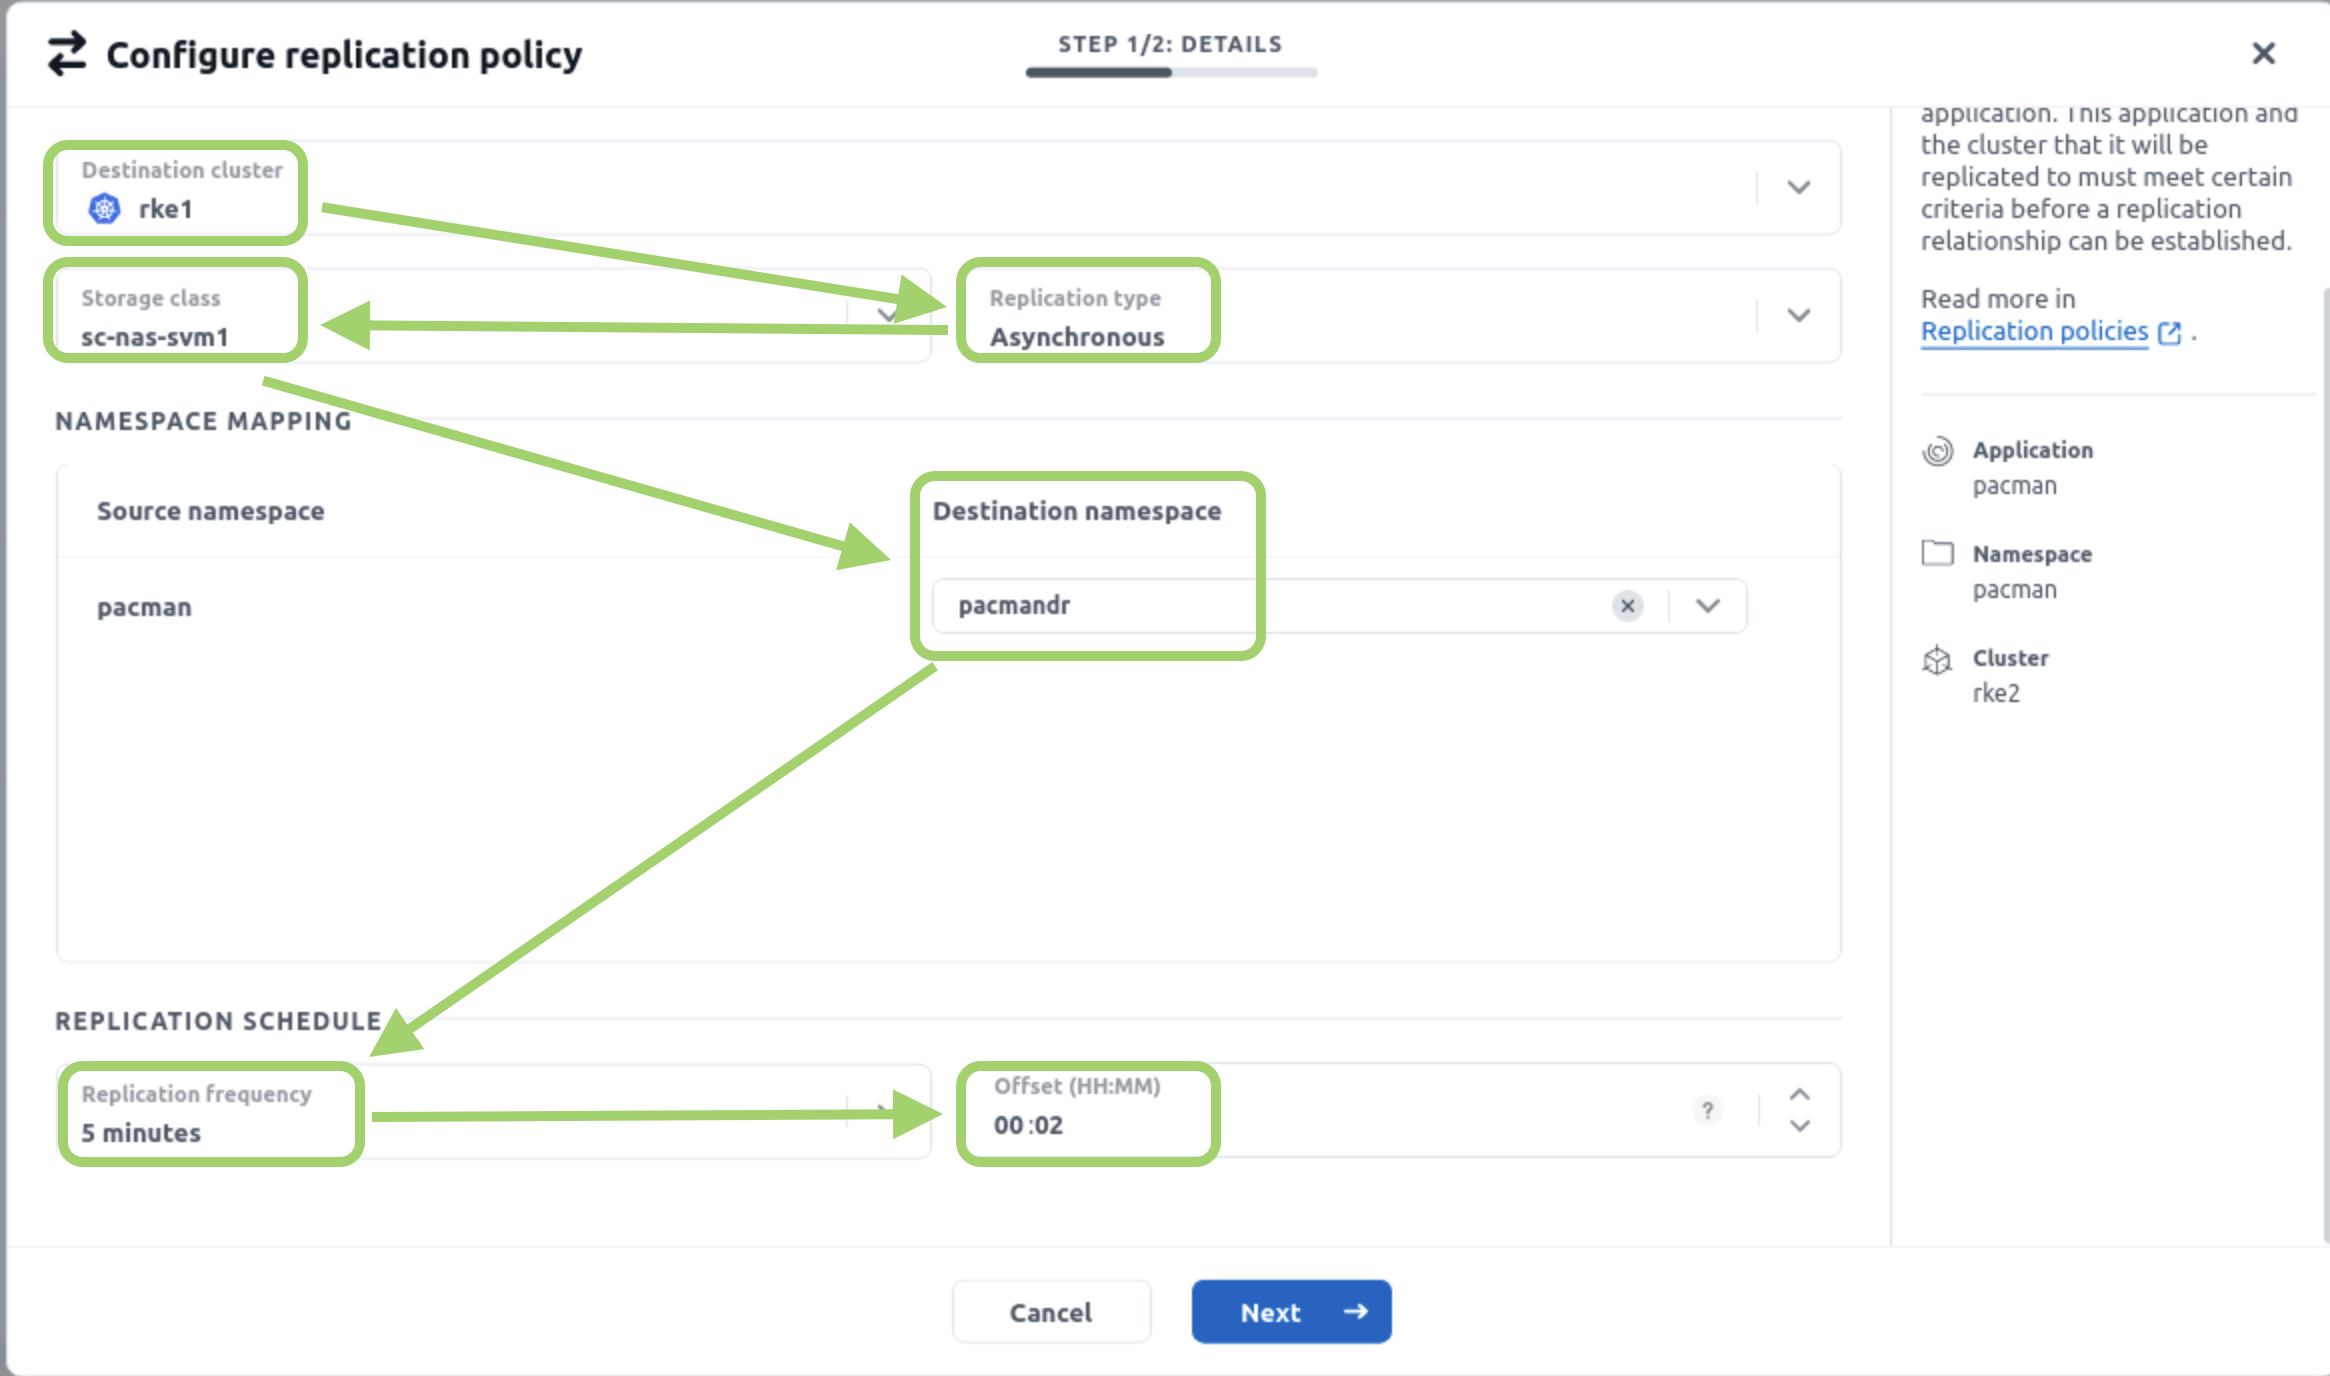 Configure replication policy
STEP 1/2: DETAILS
Destination cluster
rke1
Storage class
sc-nas-svm1
Replication type
Asynchronous
NAMESPACE MAPPING
Source namespace
Destination namespace
pacman
pacmandr
REPLICATION SCHEDULE
Replication frequency
5 minutes
Offset (HH:MM)
00:02
?
application. This application and
the cluster that it will be
replicated to must meet certain
criteria before a replication
relationship can be established.
Read more in
Replication policies .
Application
pacman
Namespace
pacman
Cluster
rke2
Cancel
Next